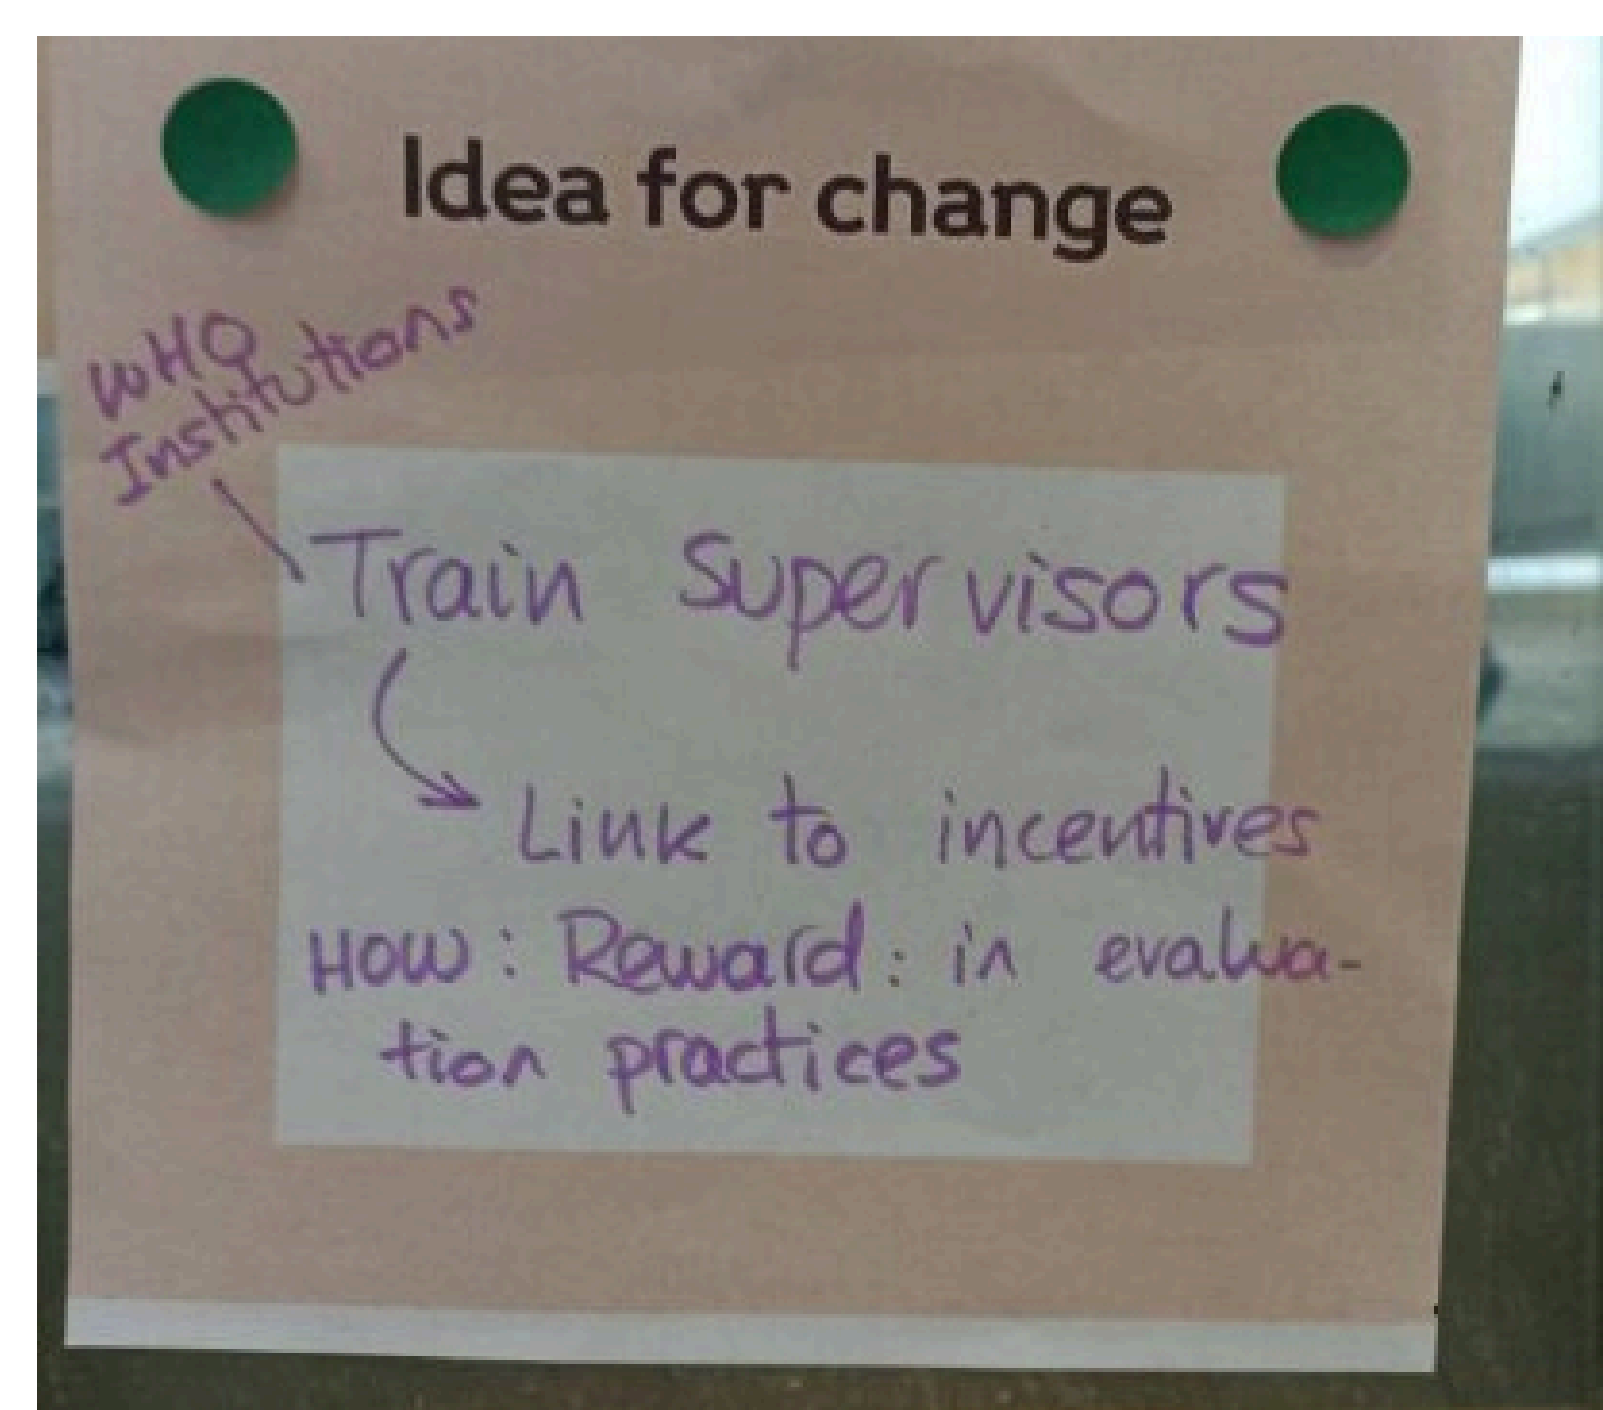 Idea for change
WHO
Institutions
Train Supervisors
Link to incentives
HOW: Reward: in evalua-
tion practices